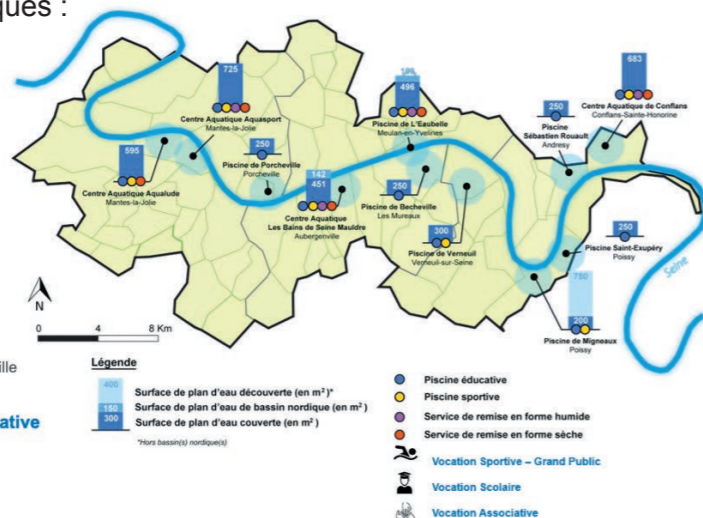 ques :
725
Centre Aquatique Aquasport
Mantes-la-Jolie
595
Centre Aquatique Aqualude
Mantes-la-Jolie
250
Piscine de Porcheville
Porcheville
142
451
Centre Aquatique
Les Bains de Seine Mauldre
Aubergenville
496
Piscine de L'Eaubelle
Meulan-en-Yvelines
250
Piscine de Becheville
Les Mureaux
300
Piscine de Verneuil
Verneuil-sur-Seine
250
Piscine
Sébastien Rouault
Andresy
683
Centre Aquatique de Conflans
Conflans-Sainte-Honorine
250
Piscine Saint-Exupéry
Poissy
750
200
Piscine de Migneaux
Poissy
Seine
N
0 4 8 Km
ille
ative
Légende
400
150
300
Surface de plan d'eau découverte (en m²)*
Surface de plan d'eau de bassin nordique (en m²)
Surface de plan d'eau couverte (en m²)
*Hors bassin(s) nordique(s)
Piscine éducative
Piscine sportive
Service de remise en forme humide
Service de remise en forme sèche
Vocation Sportive – Grand Public
Vocation Scolaire
Vocation Associative